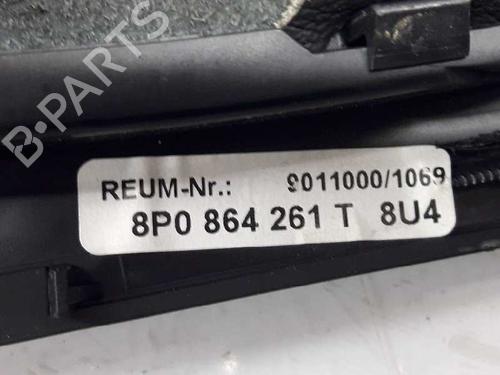 B-PARTS
REUM-Nr.: 9011000/1069
8P0 864 261 T 8U4